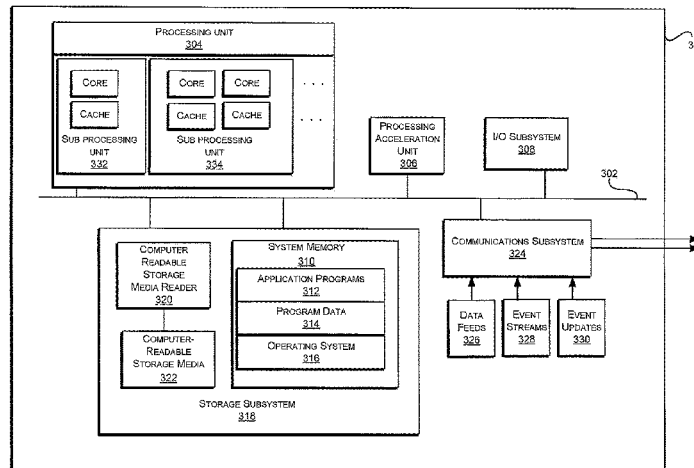 PROCESSING UNIT
304
3
CORE
CACHE
SUB PROCESSING
UNIT
332
CORE CORE
CACHE CACHE
SUB PROCESSING
UNIT
334
. . .
. . .
PROCESSING
ACCELERATION
UNIT
306
I/O SUBSYSTEM
308
302
COMPUTER
READABLE
STORAGE
MEDIA READER
320
COMPUTER-
READABLE
STORAGE MEDIA
322
SYSTEM MEMORY
310
APPLICATION PROGRAMS
312
PROGRAM DATA
314
OPERATING SYSTEM
316
STORAGE SUBSYSTEM
318
COMMUNICATIONS SUBSYSTEM
324
DATA
FEEDS
326
EVENT
STREAMS
328
EVENT
UPDATES
330